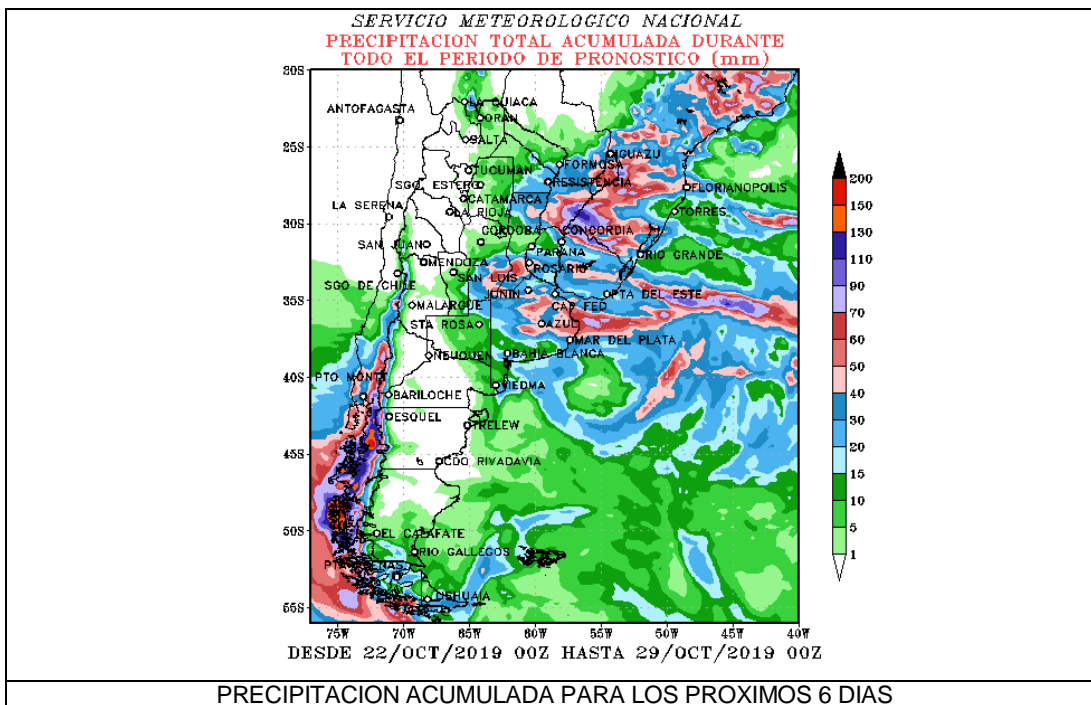 SERVICIO METEOROLOGICO NACIONAL
PRECIPITACION TOTAL ACUMULADA DURANTE
TODO EL PERIODO DE PRONOSTICO (mm)
20S
LA QUIACA
ANTOFAGASTA
ORAN
SALTA
25S
IGUAZU
TUCUMAN
FORMOSA
SGO ESTERO
RESISTENCIA
FLORIANOPOLIS
CATAMARCA
LA SERENA
LA RIOJA
TORRES
30S
CORDOBA
CONCORDIA
SAN JUAN
PARANA
RIO GRANDE
MENDOZA
ROSARIO
SAN LUIS
SGO DE CHILE
JUNIN
PTA DEL ESTE
35S
MALARGUE
CAP FED
STA ROSA
AZUL
MAR DEL PLATA
NEUQUEN
BAHIA BLANCA
40S
PTO MONTT
VIEDMA
BARILOCHE
ESQUEL
TRELEW
45S
CDO RIVADAVIA
50S
EL CALAFATE
RIO GALLEGOS
USHUAIA
55S
75W 70W 65W 60W 55W 50W 45W 40W
200
150
130
110
90
70
60
50
40
30
20
15
10
5
1
DESDE 22/OCT/2019 00Z HASTA 29/OCT/2019 00Z
PRECIPITACION ACUMULADA PARA LOS PROXIMOS 6 DIAS